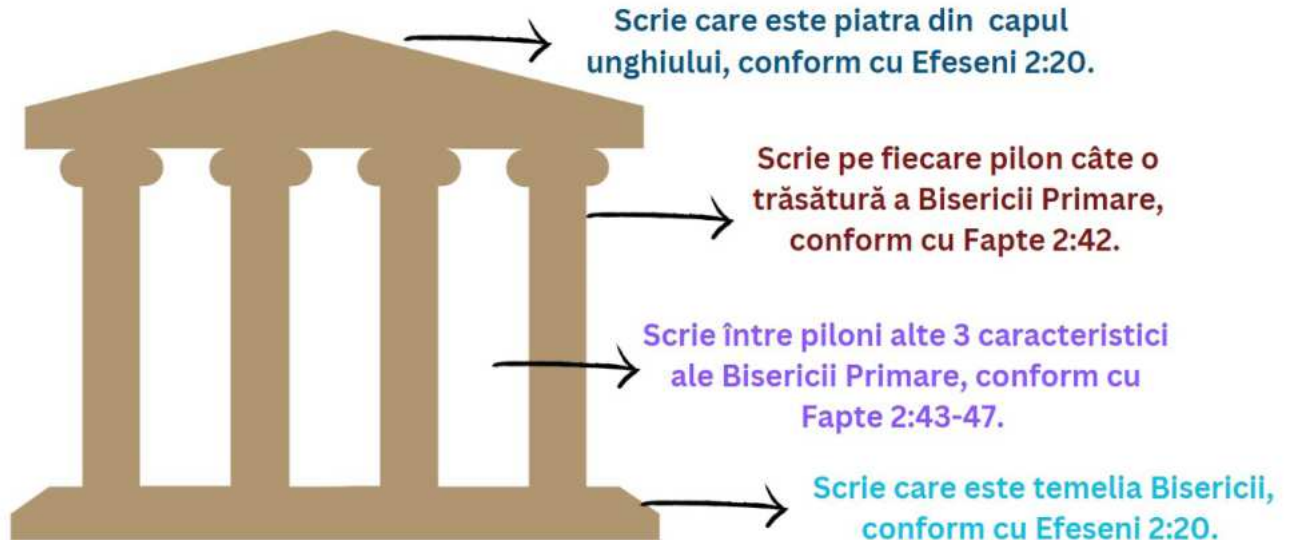 Scrie care este piatra din capul
unghiului, conform cu Efeseni 2:20.
Scrie pe fiecare pilon câte o
trăsătură a Bisericii Primare,
conform cu Fapte 2:42.
Scrie între piloni alte 3 caracteristici
ale Bisericii Primare, conform cu
Fapte 2:43-47.
Scrie care este temelia Bisericii,
conform cu Efeseni 2:20.